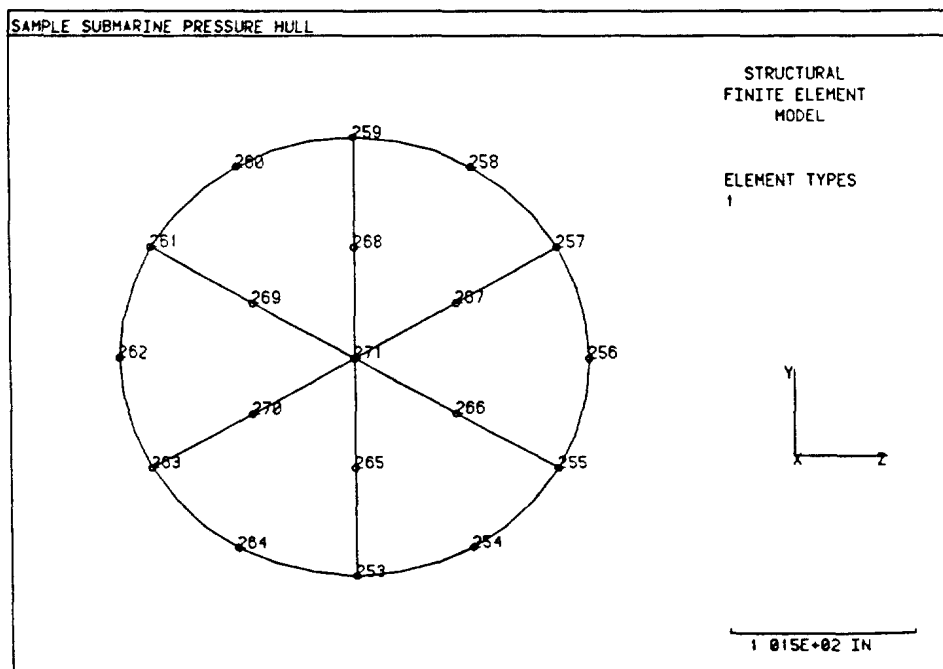 SAMPLE SUBMARINE PRESSURE HULL
STRUCTURAL
FINITE ELEMENT
MODEL
ELEMENT TYPES
1
259
260
258
261
268
257
269
267
262
271
256
270
266
263
265
255
264
254
253
Y
X Z
1 015E+02 IN